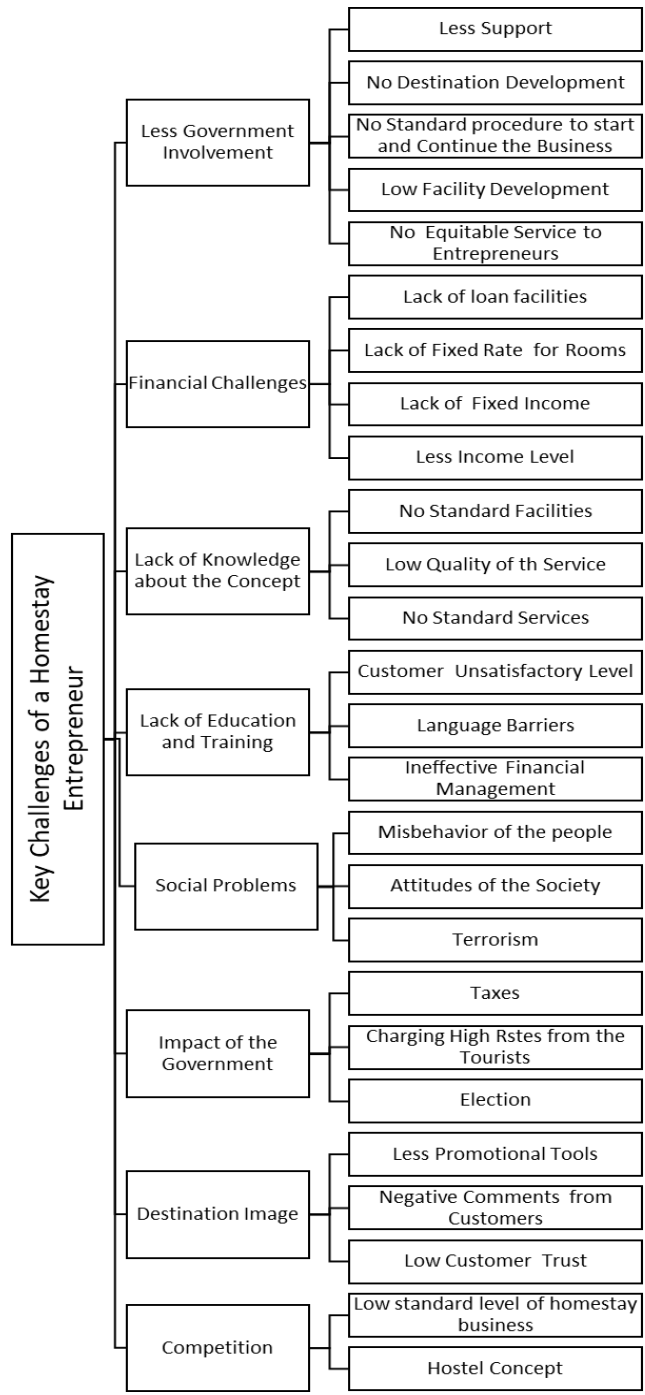 Key Challenges of a Homestay
Entrepreneur
Less Government
Involvement
Less Support
No Destination Development
No Standard procedure to start
and Continue the Business
Low Facility Development
No Equitable Service to
Entrepreneurs
Financial Challenges
Lack of loan facilities
Lack of Fixed Rate for Rooms
Lack of Fixed Income
Less Income Level
Lack of Knowledge
about the Concept
No Standard Facilities
Low Quality of th Service
No Standard Services
Lack of Education
and Training
Customer Unsatisfactory Level
Language Barriers
Ineffective Financial
Management
Social Problems
Misbehavior of the people
Attitudes of the Society
Terrorism
Impact of the
Government
Taxes
Charging High Rstes from the
Tourists
Election
Destination Image
Less Promotional Tools
Negative Comments from
Customers
Low Customer Trust
Competition
Low standard level of homestay
business
Hostel Concept